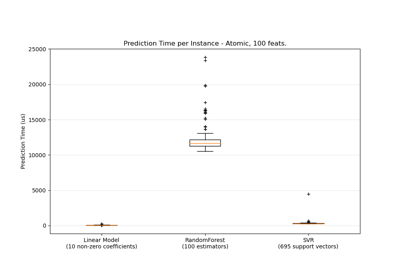 Prediction Time per Instance - Atomic, 100 feats.
25000
20000
15000
10000
5000
0
Prediction Time (us)
Linear Model
(10 non-zero coefficients)
RandomForest
(100 estimators)
SVR
(695 support vectors)